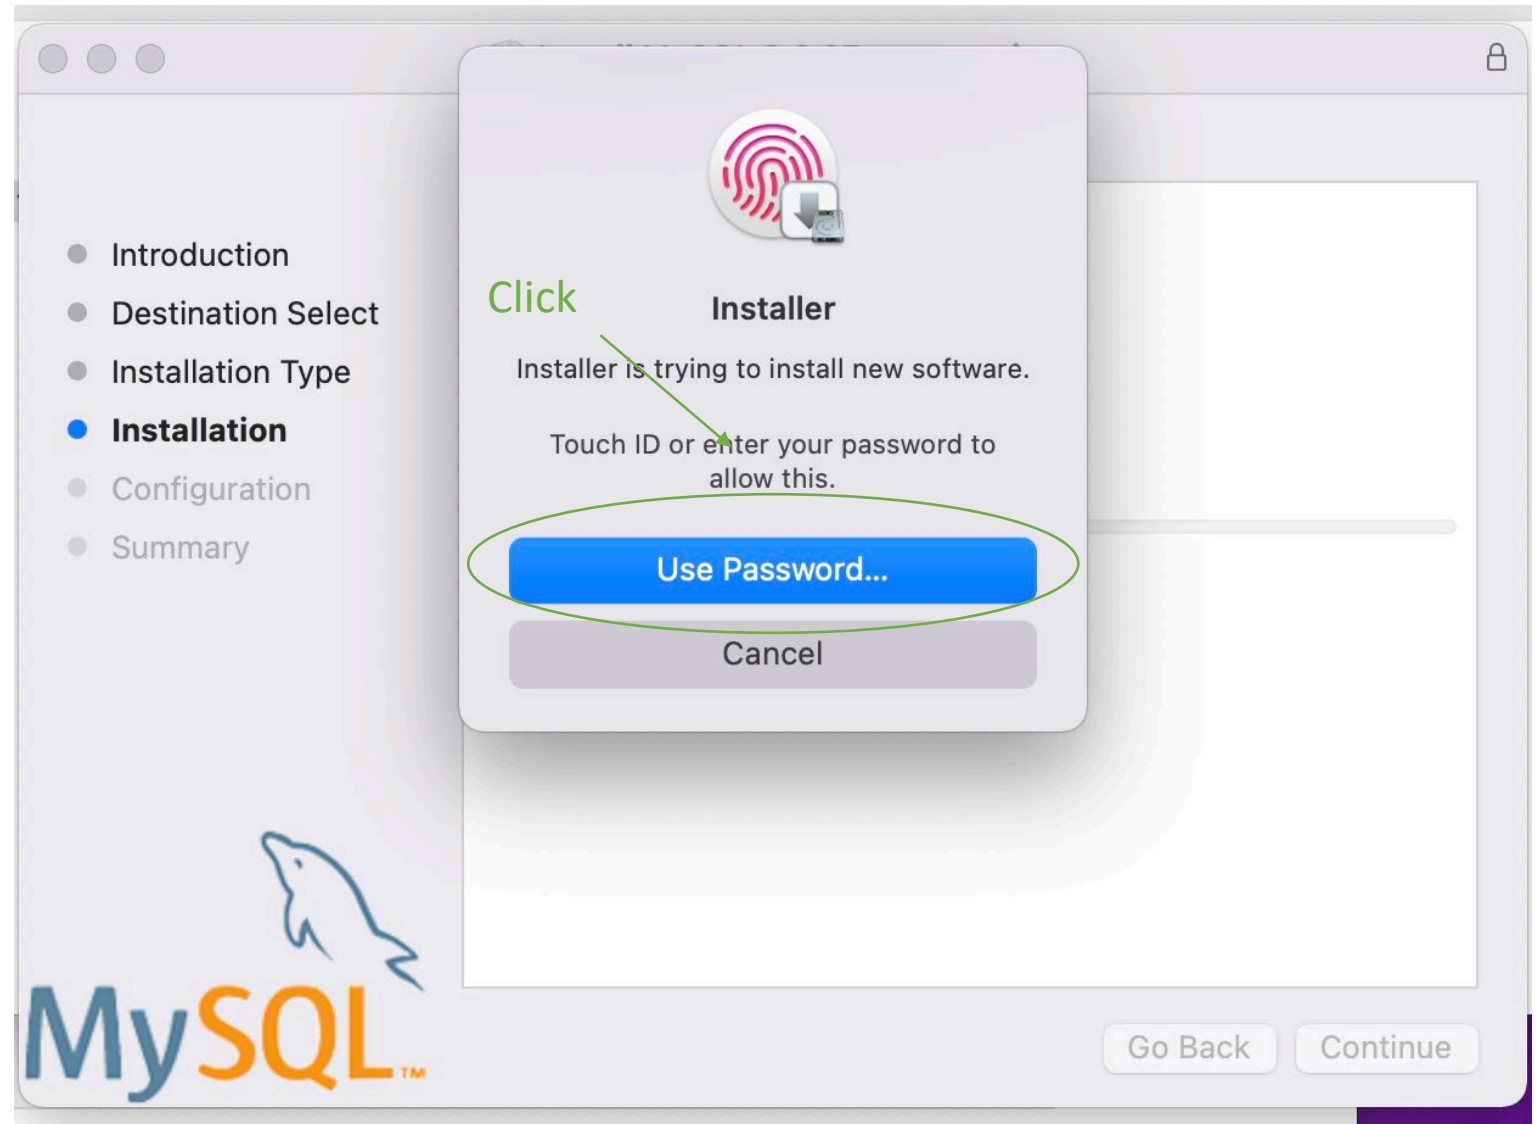 Introduction
Destination Select
Installation Type
Installation
Configuration
Summary
Click
Installer
Installer is trying to install new software.
Touch ID or enter your password to
allow this.
Use Password...
Cancel
MySQL™
Go Back
Continue